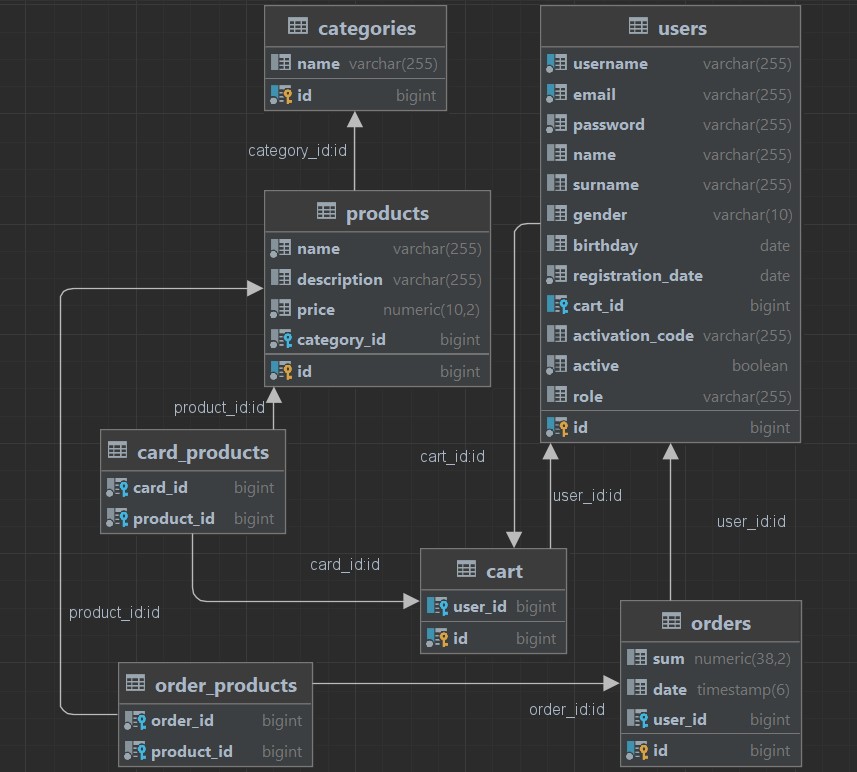 categories
name varchar(255)
id bigint
users
username varchar(255)
email varchar(255)
password varchar(255)
name varchar(255)
surname varchar(255)
gender varchar(10)
birthday date
registration_date date
cart_id bigint
activation_code varchar(255)
active boolean
role varchar(255)
id bigint
category_id:id
products
name varchar(255)
description varchar(255)
price numeric(10,2)
category_id bigint
id bigint
product_id:id
card_products
card_id bigint
product_id bigint
cart_id:id
user_id:id
user_id:id
card_id:id
cart
user_id bigint
id bigint
product_id:id
orders
sum numeric(38,2)
date timestamp(6)
user_id bigint
id bigint
order_products
order_id bigint
product_id bigint
order_id:id